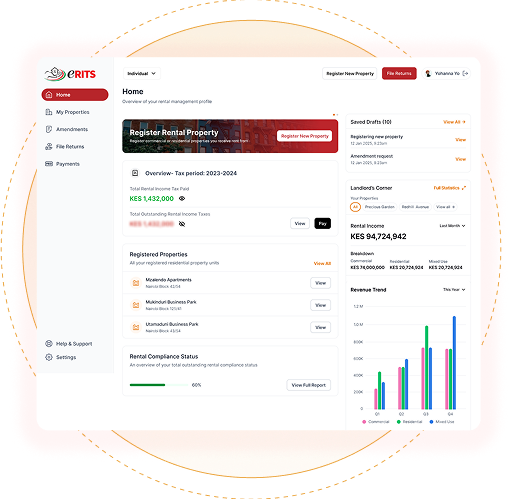 eRITS
Individual
Register New Property
File Returns
Yohanna Yo
Home
My Properties
Amendments
File Returns
Payments
Help & Support
Settings
Home
Overview of your rental management profile
Register Rental Property
Register commercial or residential properties you receive rent from
Register New Property
Overview- Tax period: 2023-2024
Total Rental Income Tax Paid
KES 1,432,000
Total Outstanding Rental Income Taxes
View
Pay
Registered Properties
All your registered residential property units
View All
Mzalendo Apartments
Nairobi Block 42/54
View
Mukinduri Business Park
Nairobi Block 121/41
View
Utamaduni Business Park
Nairobi Block 43/54
View
Rental Compliance Status
An overview of your total outstanding rental compliance status
60%
View Full Report
Saved Drafts (10)
View All
Registering new property
12 Jan 2025, 9.23am
View
Amendment request
12 Jan 2025, 9.23am
View
Landlord's Corner
Full Statistics
Your Properties
All
Precious Garden
Redhill Avenue
View all
Rental Income
Last Month
KES 94,724,942
Breakdown
Commercial
KES 74,000,000
Residential
KES 20,724,924
Mixed Use
KES 20,724,924
Revenue Trend
This Year
1.2 M
1.0 M
800K
600K
400K
200K
0
Q1
Q2
Q3
Q4
Commercial
Residential
Mixed Use